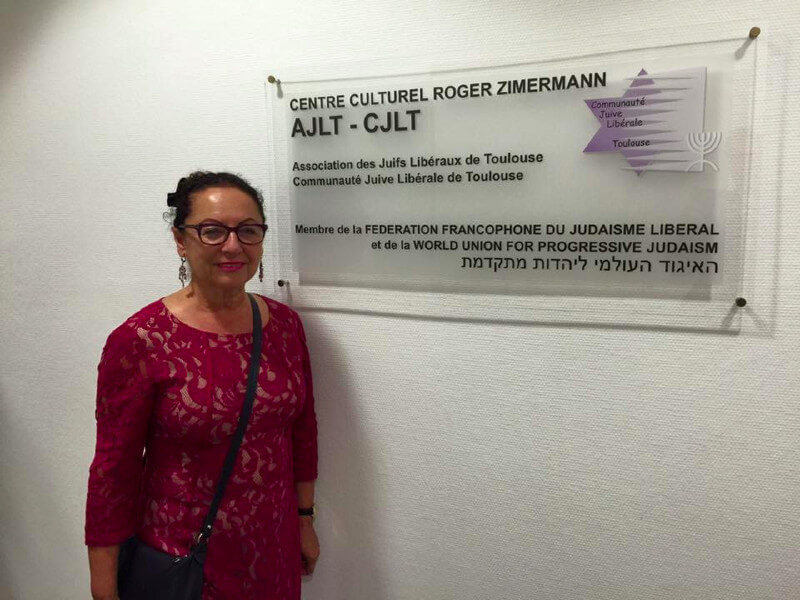 CENTRE CULTUREL ROGER ZIMERMANN
AJLT - CJLT
Association des Juifs Libéraux de Toulouse
Communauté Juive Libérale de Toulouse
Membre de la FEDERATION FRANCOPHONE DU JUDAISME LIBERAL
et de la WORLD UNION FOR PROGRESSIVE JUDAISM
האיגוד העולמי ליהדות מתקדמת
Communauté
Juive
Libérale
Toulouse